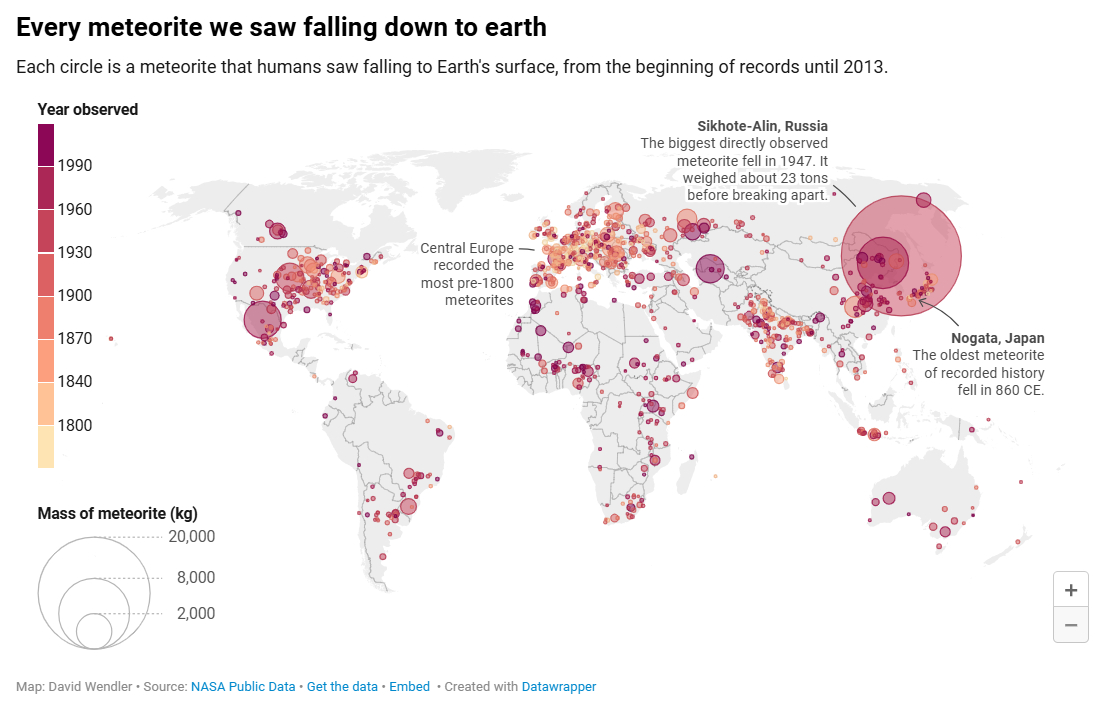 Every meteorite we saw falling down to earth
Each circle is a meteorite that humans saw falling to Earth's surface, from the beginning of records until 2013.
Year observed
1990
1960
1930
1900
1870
1840
1800
Sikhote-Alin, Russia
The biggest directly observed
meteorite fell in 1947. It
weighed about 23 tons
before breaking apart.
Central Europe
recorded the
most pre-1800
meteorites
Nogata, Japan
The oldest meteorite
of recorded history
fell in 860 CE.
Mass of meteorite (kg)
20,000
8,000
2,000
+
−
Map: David Wendler • Source: NASA Public Data • Get the data • Embed • Created with Datawrapper